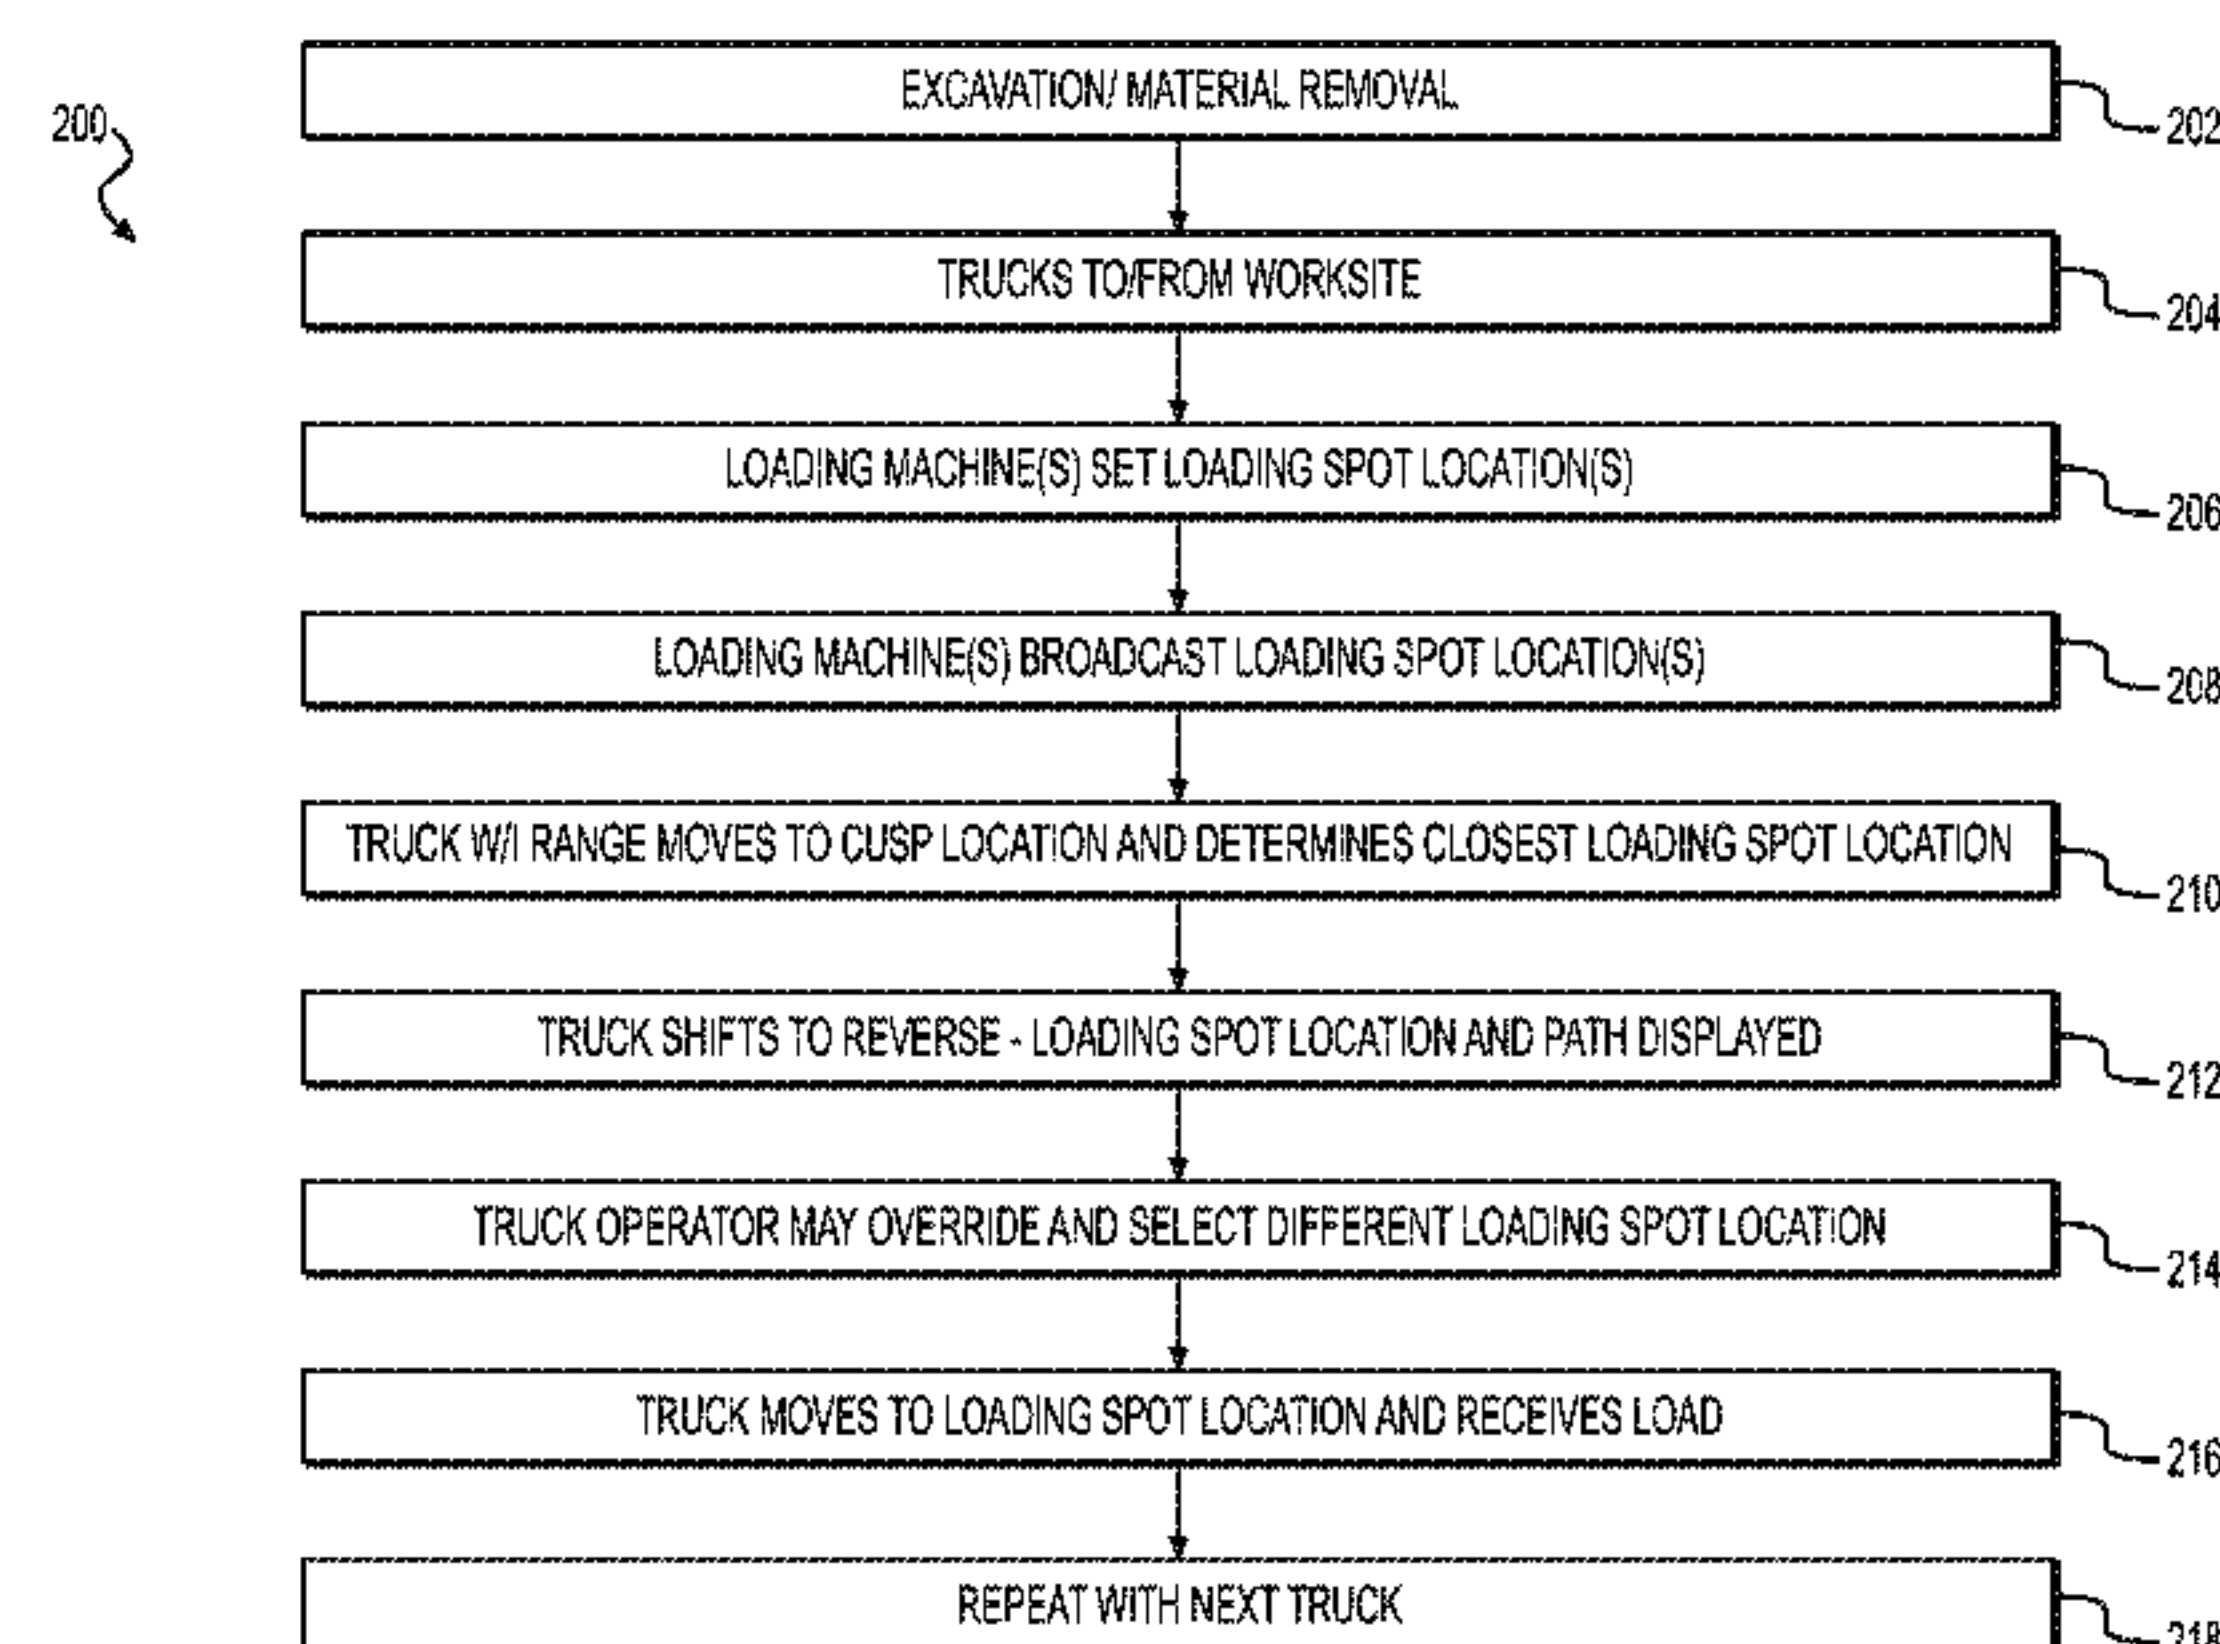 200
EXCAVATION/ MATERIAL REMOVAL
202
TRUCKS TO/FROM WORKSITE
204
LOADING MACHINE(S) SET LOADING SPOT LOCATION(S)
206
LOADING MACHINE(S) BROADCAST LOADING SPOT LOCATION(S)
208
TRUCK W/I RANGE MOVES TO CUSP LOCATION AND DETERMINES CLOSEST LOADING SPOT LOCATION
210
TRUCK SHIFTS TO REVERSE - LOADING SPOT LOCATION AND PATH DISPLAYED
212
TRUCK OPERATOR MAY OVERRIDE AND SELECT DIFFERENT LOADING SPOT LOCATION
214
TRUCK MOVES TO LOADING SPOT LOCATION AND RECEIVES LOAD
216
REPEAT WITH NEXT TRUCK
218